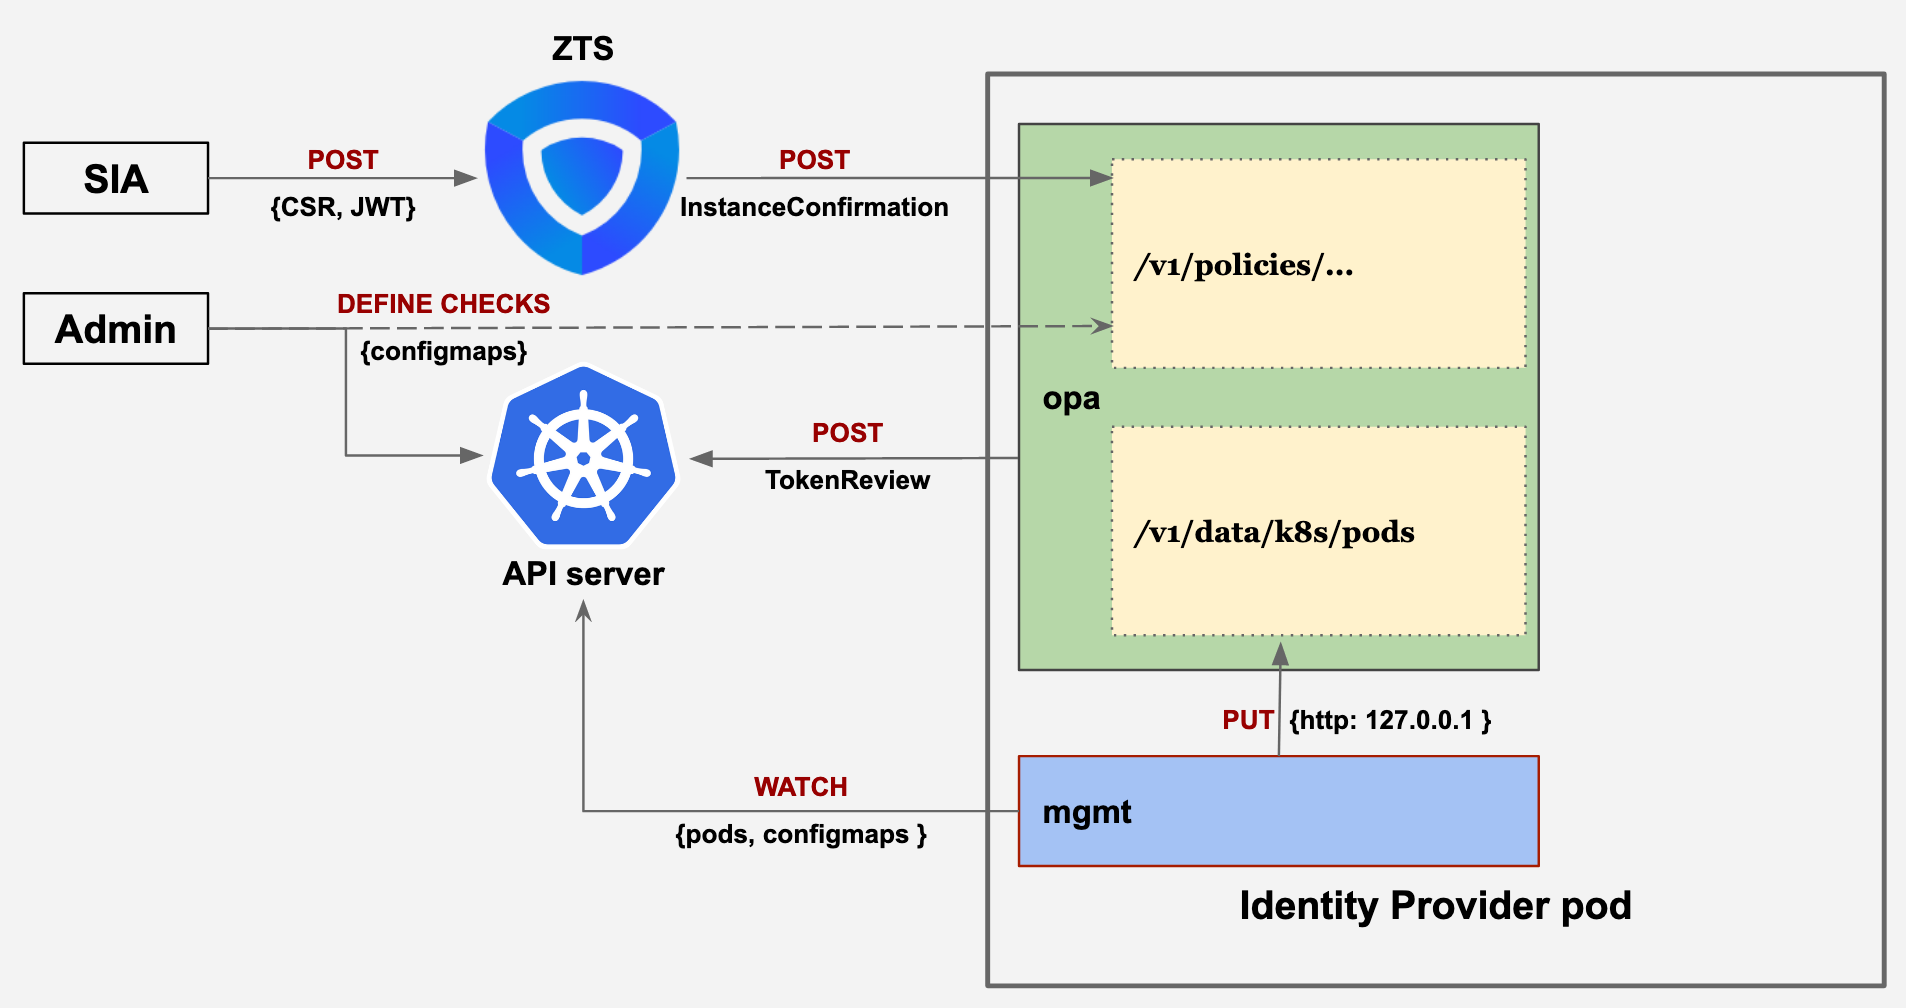 ZTS
SIA
POST
{CSR, JWT}
POST
InstanceConfirmation
/v1/policies/...
Admin
DEFINE CHECKS
{configmaps}
opa
POST
TokenReview
API server
/v1/data/k8s/pods
PUT {http: 127.0.0.1 }
WATCH
{pods, configmaps }
mgmt
Identity Provider pod